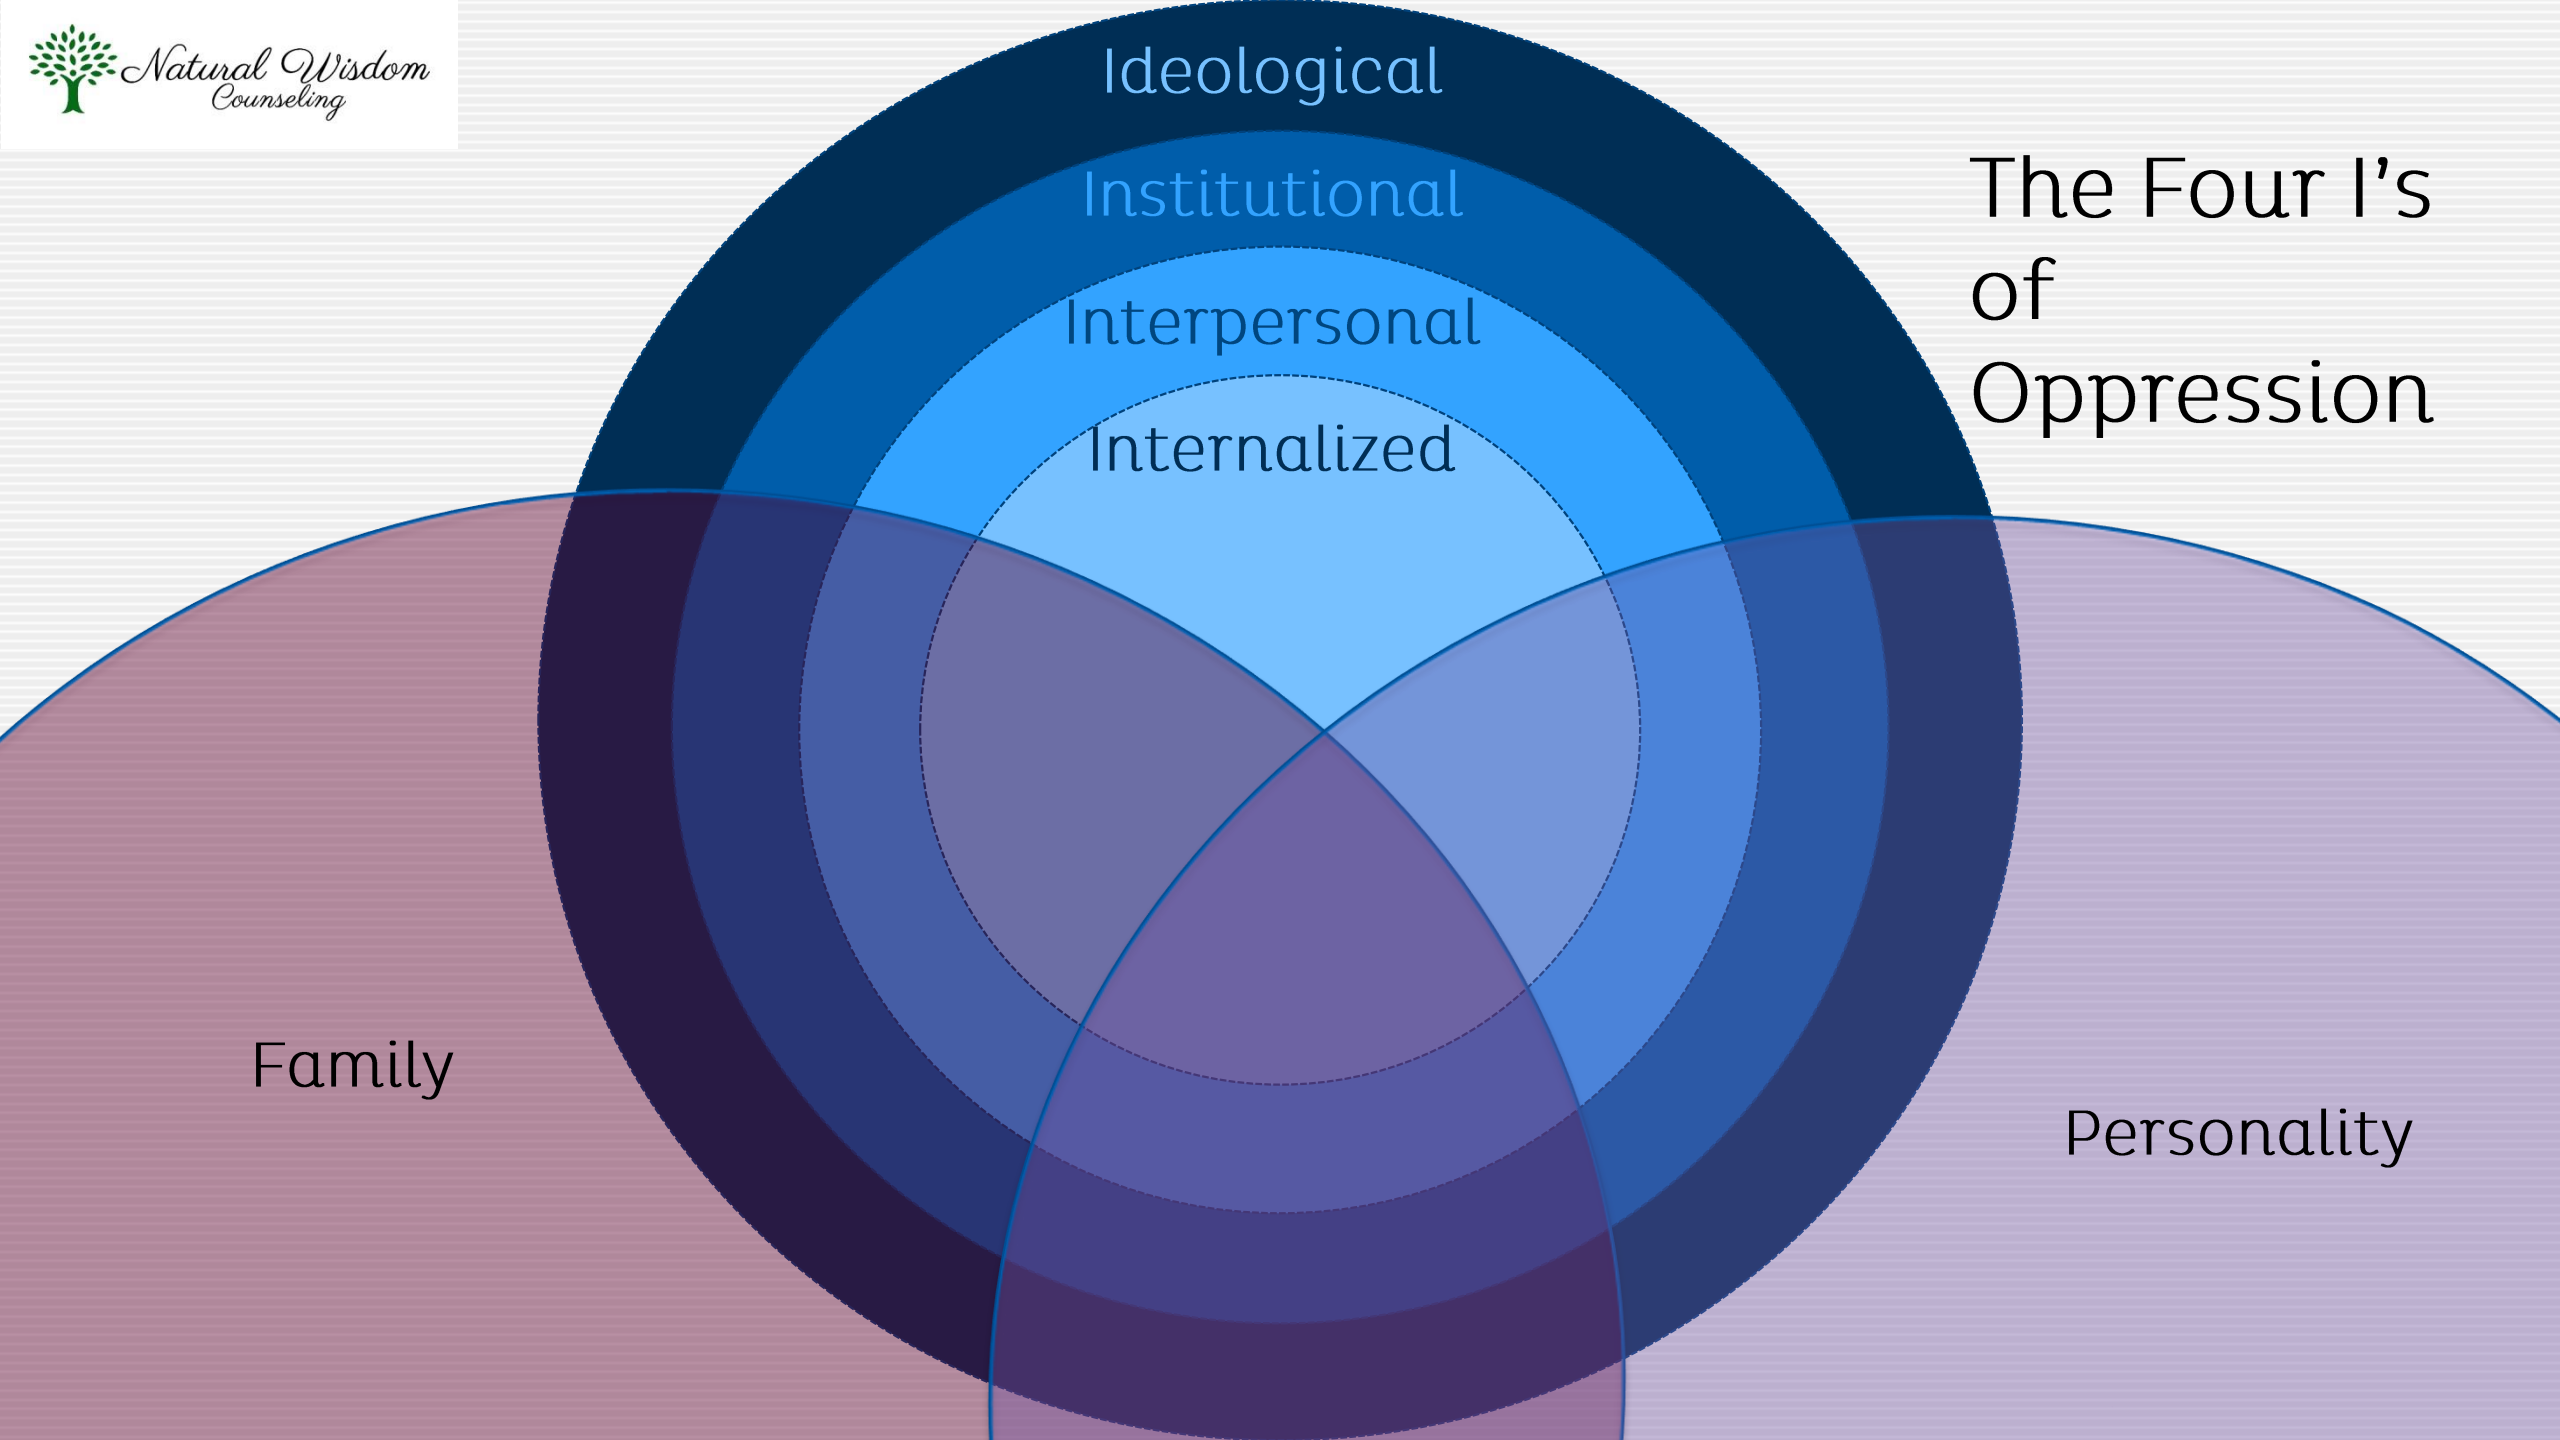 Natural Wisdom
Counseling
Ideological
Institutional
Interpersonal
Internalized
The Four I’s
of
Oppression
Family
Personality